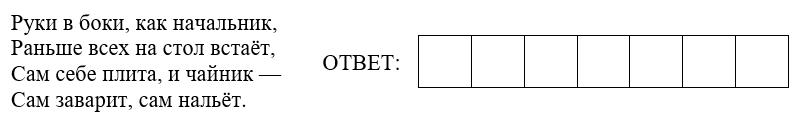 Руки в боки, как начальник,
Раньше всех на стол встаёт,
Сам себе плита, и чайник —
Сам заварит, сам нальёт.
ОТВЕТ: